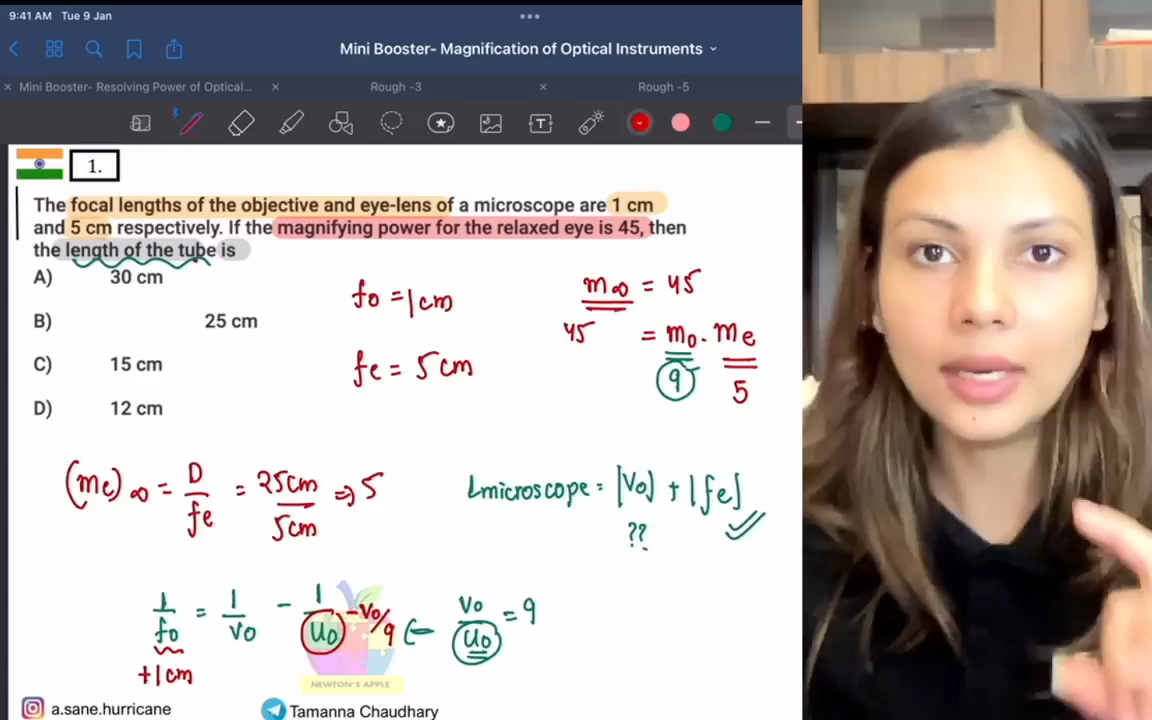 9:41 AM Tue 9 Jan
Mini Booster- Magnification of Optical Instruments
Mini Booster- Resolving Power of Optical...
Rough -3
Rough -5
1.
The focal lengths of the objective and eye-lens of a microscope are 1 cm
and 5 cm respectively. If the magnifying power for the relaxed eye is 45, then
the length of the tube is
A) 30 cm
B) 25 cm
C) 15 cm
D) 12 cm
fo = 1cm
fe = 5cm
m∞ = 45
45 = mo . me
9 5
(me)∞ = D/fe = 25cm/5cm => 5
Lmicroscope = |vo| + |fe|
??
1/fo = 1/vo - 1/uo -vo/9 <- vo/uo = 9
+1cm
NEWTON'S APPLE
a.sane.hurricane
Tamanna Chaudhary